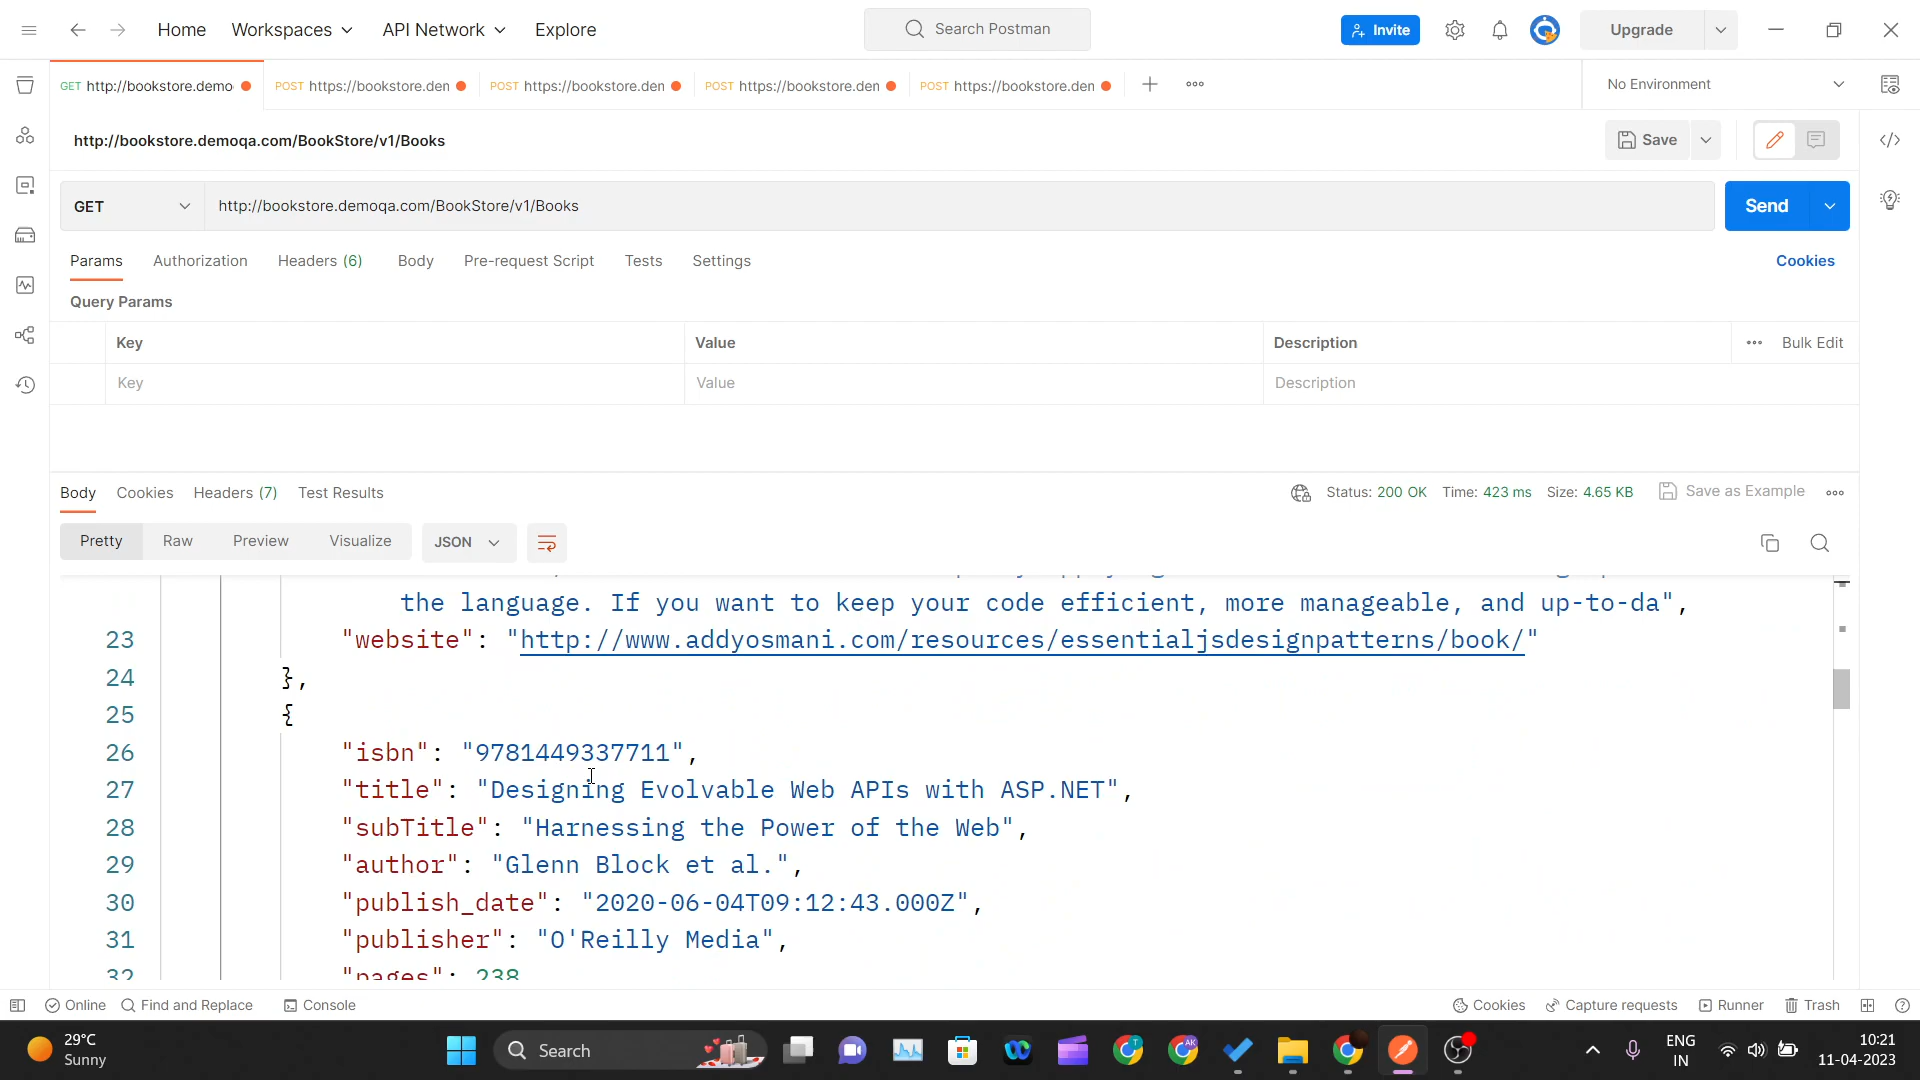 Home Workspaces API Network Explore Search Postman Invite Upgrade
GET http://bookstore.demo POST https://bookstore.den POST https://bookstore.den POST https://bookstore.den POST https://bookstore.den No Environment
http://bookstore.demoqa.com/BookStore/v1/Books Save
GET http://bookstore.demoqa.com/BookStore/v1/Books Send
Params Authorization Headers (6) Body Pre-request Script Tests Settings Cookies
Query Params
Key Value Description Bulk Edit
Key Value Description
Body Cookies Headers (7) Test Results Status: 200 OK Time: 423 ms Size: 4.65 KB Save as Example
Pretty Raw Preview Visualize JSON
the language. If you want to keep your code efficient, more manageable, and up-to-da",
23 "website": "http://www.addyosmani.com/resources/essentialjsdesignpatterns/book/"
24 },
25 {
26 "isbn": "9781449337711",
27 "title": "Designing Evolvable Web APIs with ASP.NET",
28 "subTitle": "Harnessing the Power of the Web",
29 "author": "Glenn Block et al.",
30 "publish_date": "2020-06-04T09:12:43.000Z",
31 "publisher": "O'Reilly Media",
32 "pages": 238
Online Find and Replace Console Cookies Capture requests Runner Trash
29°C
Sunny
Search
ENG
IN
10:21
11-04-2023